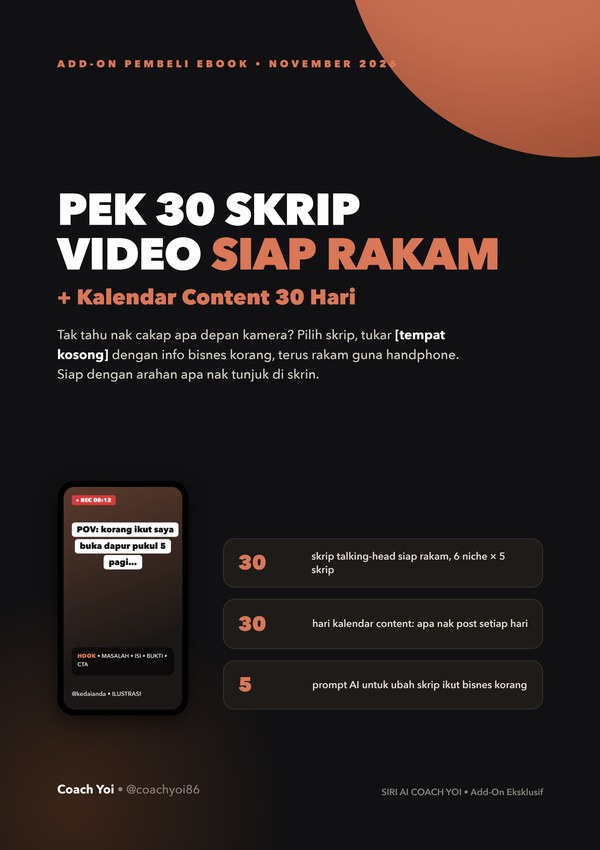 ADD-ON PEMBELI EBOOK • NOVEMBER 2026
PEK 30 SKRIP
VIDEO SIAP RAKAM
+ Kalendar Content 30 Hari
Tak tahu nak cakap apa depan kamera? Pilih skrip, tukar [tempat
kosong] dengan info bisnes korang, terus rakam guna handphone.
Siap dengan arahan apa nak tunjuk di skrin.
• REC 00:12
POV: korang ikut saya
buka dapur pukul 5
pagi...
HOOK • MASALAH • ISI • BUKTI •
CTA
@kedaianda • ILUSTRASI
30
skrip talking-head siap rakam, 6 niche × 5
skrip
30
hari kalendar content: apa nak post setiap hari
5
prompt AI untuk ubah skrip ikut bisnes korang
Coach Yoi • @coachyoi86
SIRI AI COACH YOI • Add-On Eksklusif